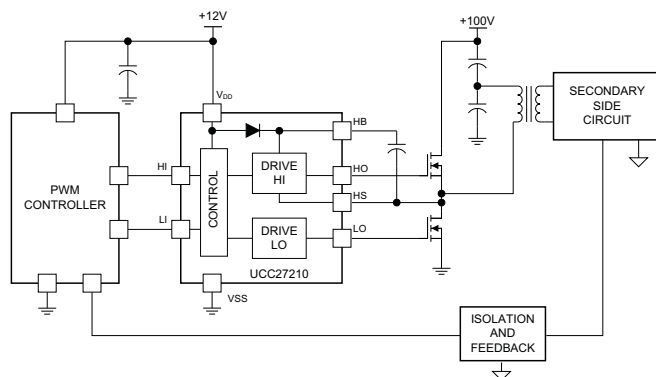 +12V
+100V
VDD
HB
SECONDARY
SIDE
CIRCUIT
PWM
CONTROLLER
HI
LI
CONTROL
DRIVE
HI
DRIVE
LO
HO
HS
LO
UCC27210
VSS
ISOLATION
AND
FEEDBACK